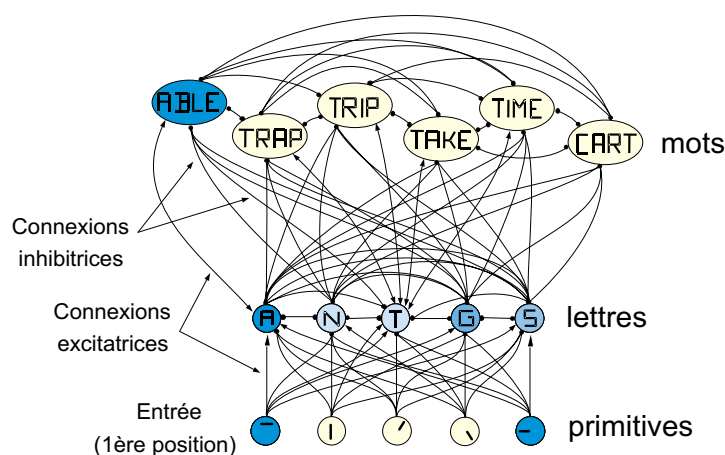 ABLE
TRIP
TIME
TRAP
TAKE
CART
mots
Connexions
inhibitrices
Connexions
excitatrices
A
N
T
G
S
lettres
Entrée
(1ère position)
primitives